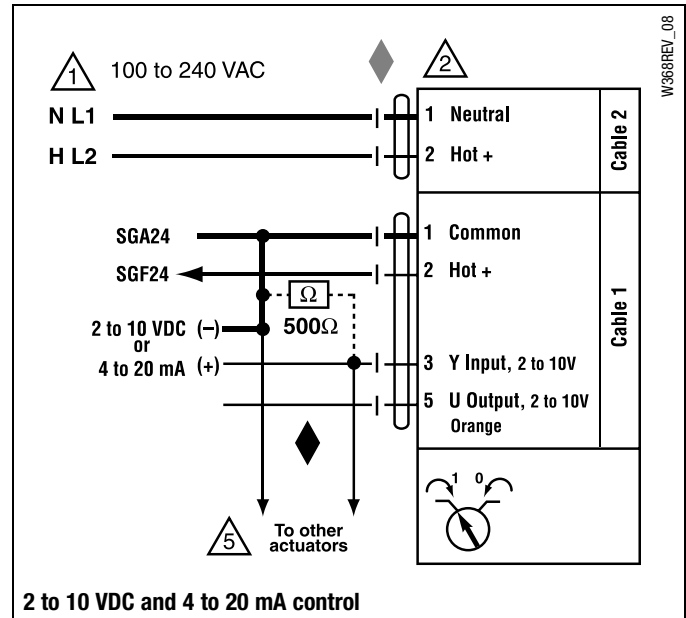 W368REV_08
1 100 to 240 VAC
2
N L1
1 Neutral
H L2
2 Hot +
Cable 2
SGA24
1 Common
SGF24
2 Hot +
Ω
500Ω
2 to 10 VDC (–)
or
4 to 20 mA (+)
3 Y Input, 2 to 10V
5 U Output, 2 to 10V
Orange
Cable 1
1 0
5 To other
actuators
2 to 10 VDC and 4 to 20 mA control